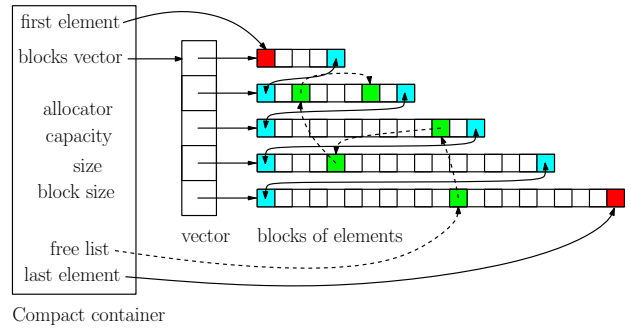 first element
blocks vector
allocator
capacity
size
block size
vector
blocks of elements
free list
last element
Compact container